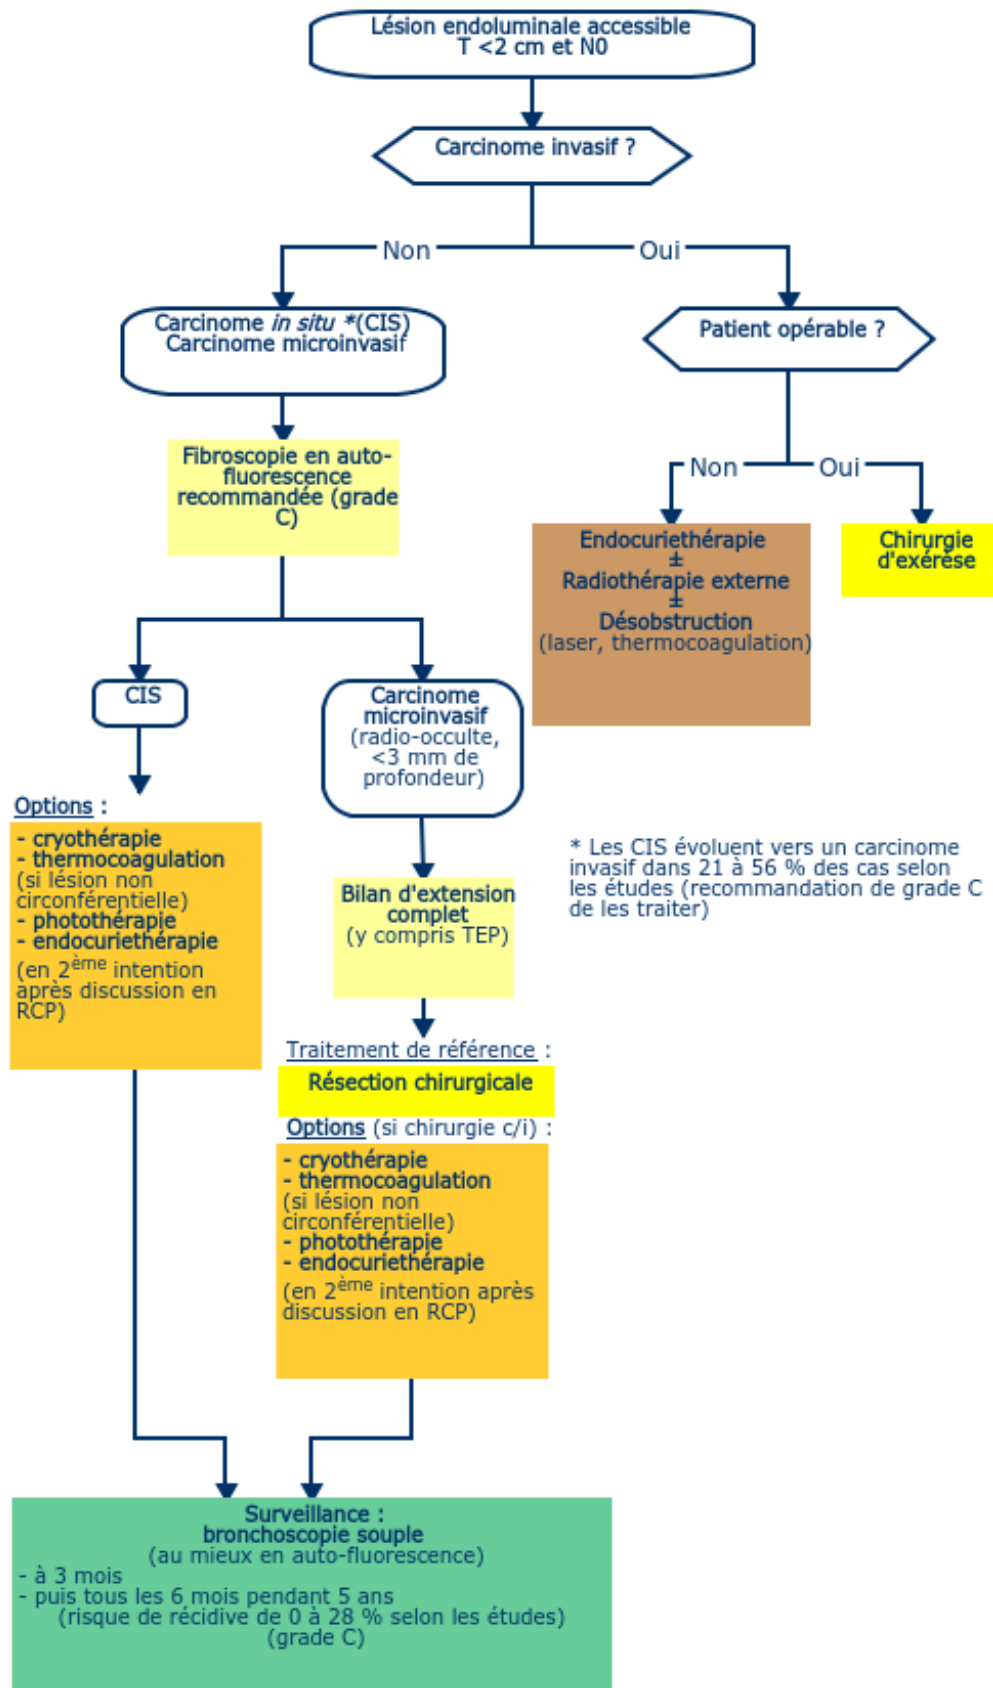 Lésion endoluminale accessible
T <2 cm et N0
Carcinome invasif ?
Non
Oui
Carcinome in situ *(CIS)
Carcinome microinvasif
Patient opérable ?
Fibroscopie en auto-
fluorescence
recommandée (grade
C)
Non
Oui
Endocuriethérapie
±
Radiothérapie externe
±
Désobstruction
(laser, thermocoagulation)
Chirurgie
d'exérèse
CIS
Carcinome
microinvasif
(radio-occulte,
<3 mm de
profondeur)
Options :
- cryothérapie
- thermocoagulation
(si lésion non
circonférentielle)
- photothérapie
- endocuriethérapie
(en 2ème intention
après discussion en
RCP)
* Les CIS évoluent vers un carcinome
invasif dans 21 à 56 % des cas selon
les études (recommandation de grade C
de les traiter)
Bilan d'extension
complet
(y compris TEP)
Traitement de référence :
Résection chirurgicale
Options (si chirurgie c/i) :
- cryothérapie
- thermocoagulation
(si lésion non
circonférentielle)
- photothérapie
- endocuriethérapie
(en 2ème intention après
discussion en RCP)
Surveillance :
bronchoscopie souple
(au mieux en auto-fluorescence)
- à 3 mois
- puis tous les 6 mois pendant 5 ans
(risque de récidive de 0 à 28 % selon les études)
(grade C)